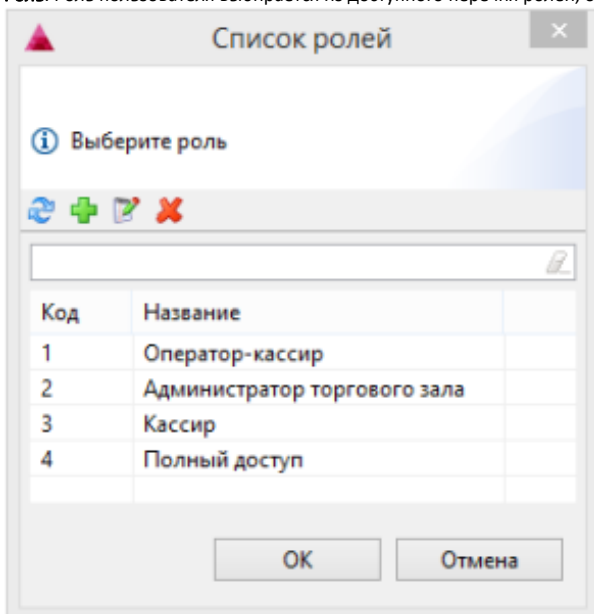 Список ролей
Выберите роль
Код Название
1 Оператор-кассир
2 Администратор торгового зала
3 Кассир
4 Полный доступ
ОК Отмена